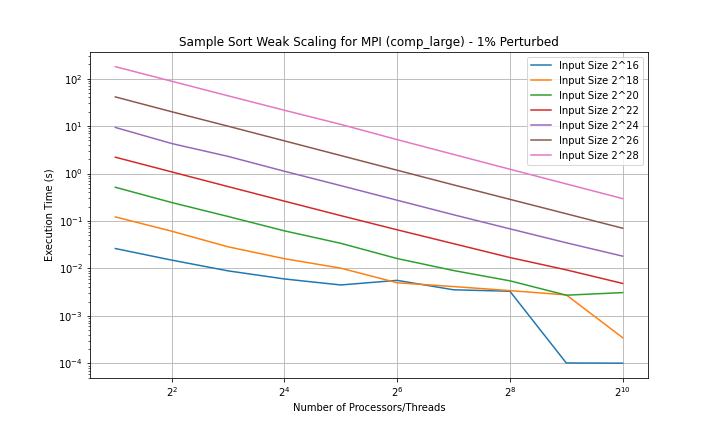 Sample Sort Weak Scaling for MPI (comp_large) - 1% Perturbed
Execution Time (s)
10^2
10^1
10^0
10^-1
10^-2
10^-3
10^-4
Input Size 2^16
Input Size 2^18
Input Size 2^20
Input Size 2^22
Input Size 2^24
Input Size 2^26
Input Size 2^28
2^2 2^4 2^6 2^8 2^10
Number of Processors/Threads